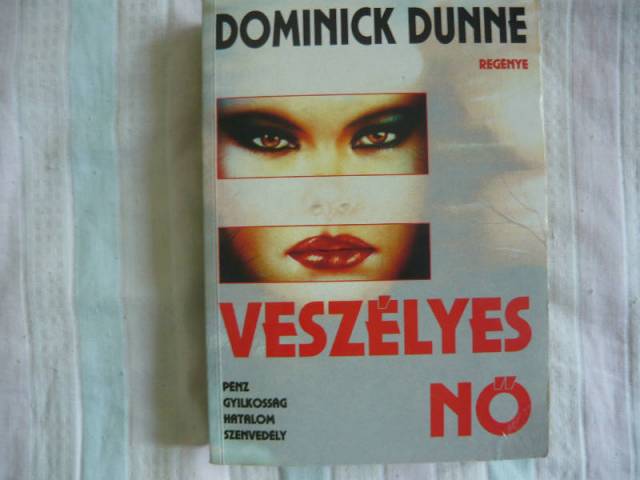 DOMINICK DUNNE
REGÉNYE
VESZÉLYES
NŐ
PÉNZ
GYILKOSSÁG
HATALOM
SZENVEDÉLY